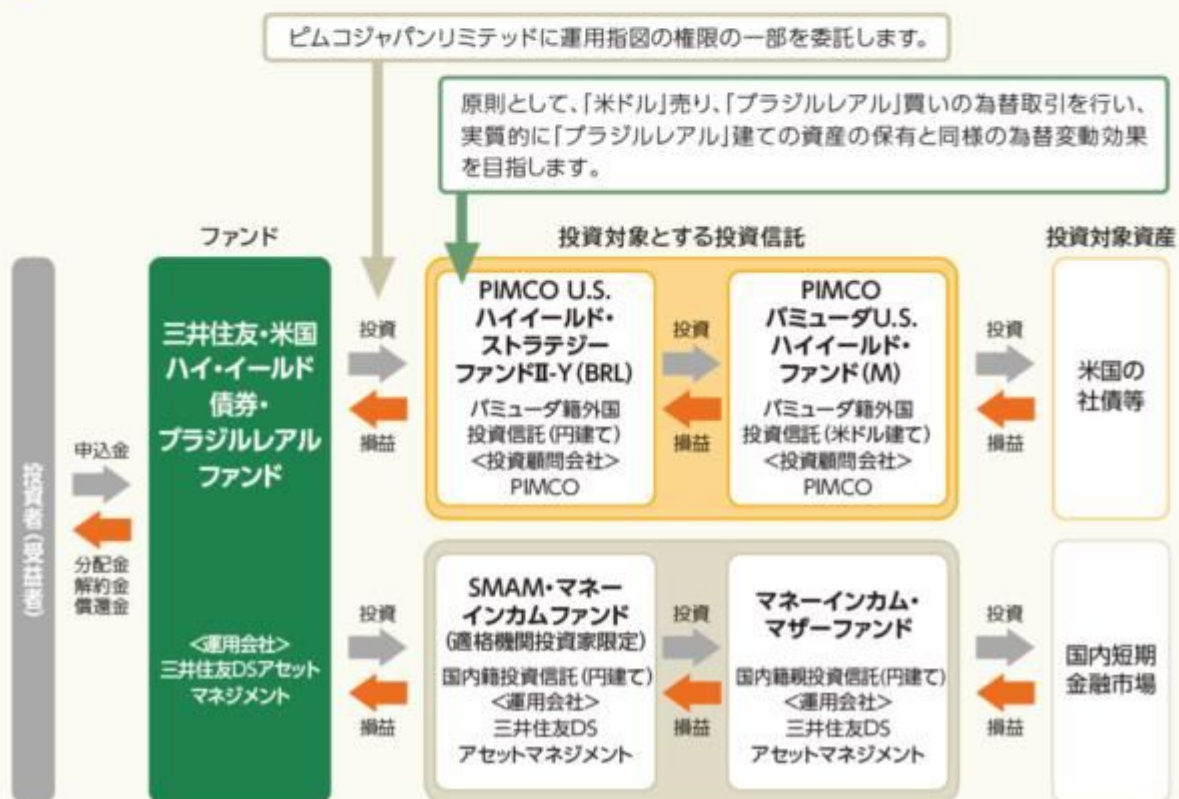 ピムコジャパンリミテッドに運用指図の権限の一部を委託します。
原則として、「米ドル」売り、「ブラジルレアル」買いの為替取引を行い、
実質的に「ブラジルレアル」建ての資産の保有と同様の為替変動効果
を目指します。
ファンド
投資対象とする投資信託
投資対象資産
投資者(受益者)
申込金
分配金
解約金
償還金
三井住友・米国
ハイ・イールド
債券・
ブラジルレアル
ファンド
<運用会社>
三井住友DSアセット
マネジメント
投資
損益
PIMCO U.S.
ハイイールド・
ストラテジー
ファンドⅡ-Y(BRL)
バミューダ籍外国
投資信託(円建て)
<投資顧問会社>
PIMCO
投資
損益
PIMCO
バミューダU.S.
ハイイールド・
ファンド(M)
バミューダ籍外国
投資信託(米ドル建て)
<投資顧問会社>
PIMCO
投資
損益
米国の
社債等
投資
損益
SMAM・マネー
インカムファンド
(適格機関投資家限定)
国内籍投資信託(円建て)
<運用会社>
三井住友DS
アセットマネジメント
投資
損益
マネーインカム・
マザーファンド
国内籍親投資信託(円建て)
<運用会社>
三井住友DS
アセットマネジメント
投資
損益
国内短期
金融市場